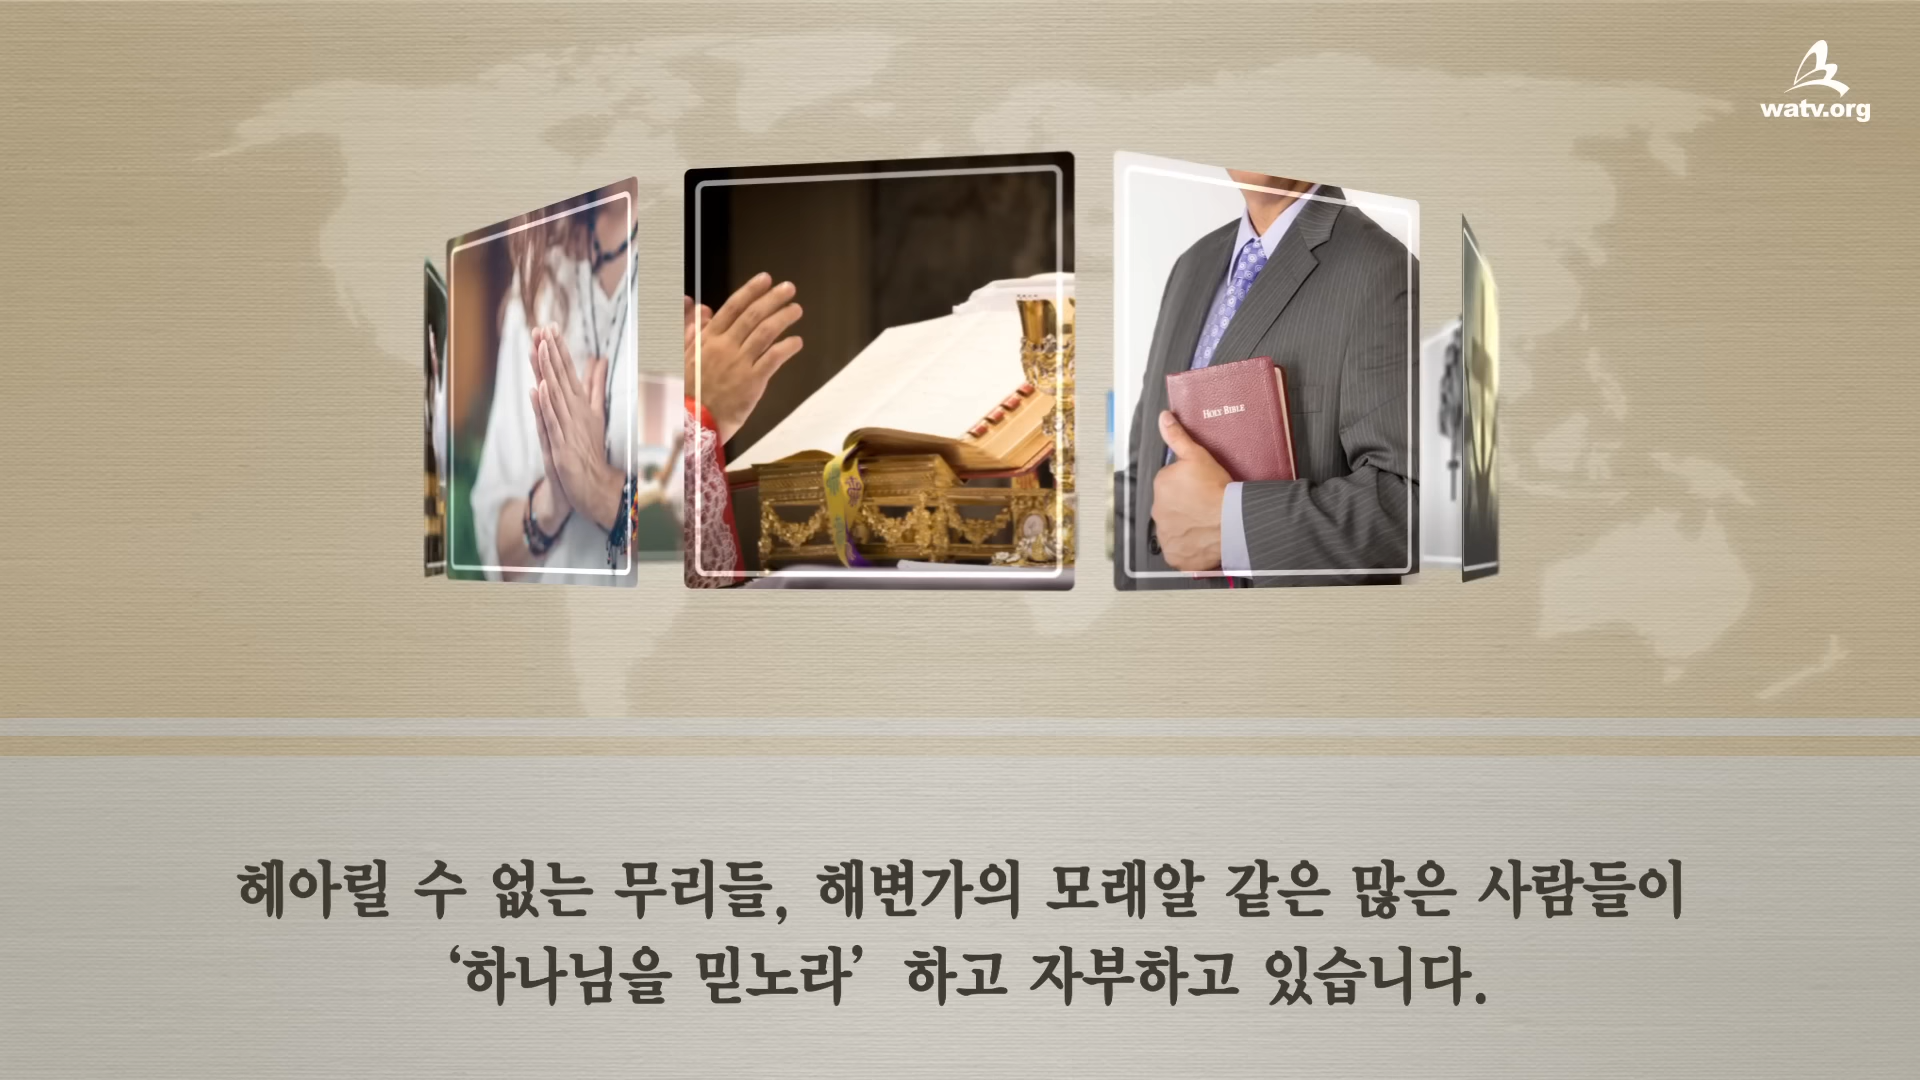 watv.org
HOLY BIBLE
헤아릴 수 없는 무리들, 해변가의 모래알 같은 많은 사람들이
‘하나님을 믿노라’ 하고 자부하고 있습니다.